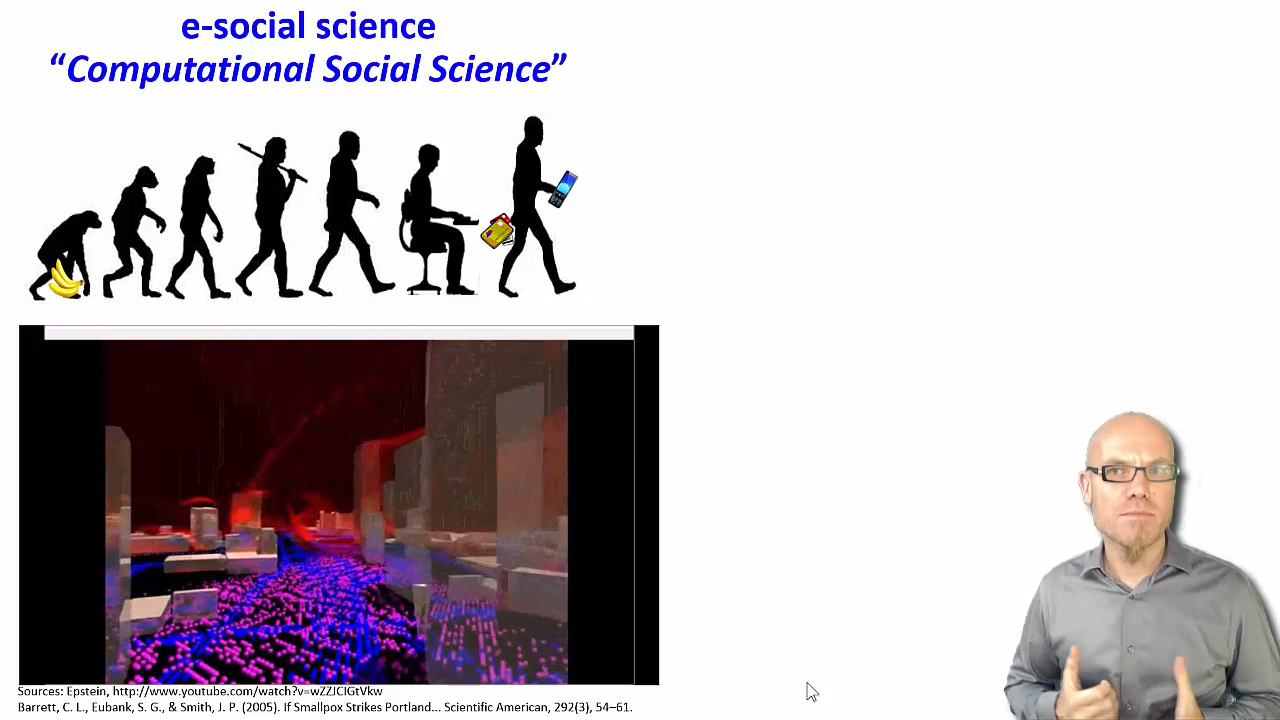 e-social science
“Computational Social Science”
Sources: Epstein, http://www.youtube.com/watch?v=wZZJCIGtVkw
Barrett, C. L., Eubank, S. G., & Smith, J. P. (2005). If Smallpox Strikes Portland... Scientific American, 292(3), 54–61.